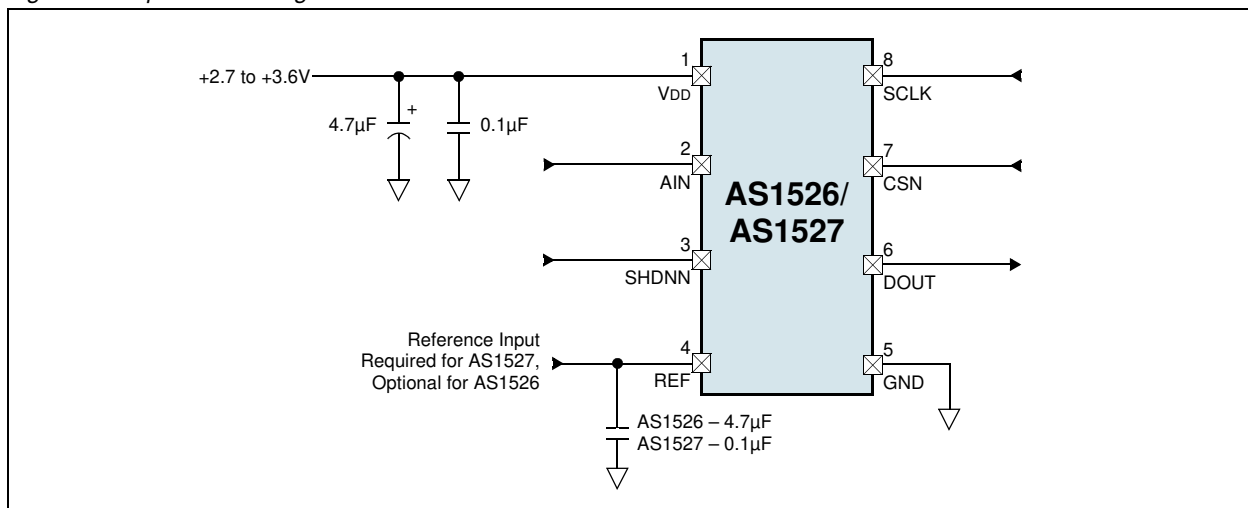 +2.7 to +3.6V
1
VDD
4.7µF
+
0.1µF
2
AIN
3
SHDNN
Reference Input
Required for AS1527,
Optional for AS1526
4
REF
AS1526 – 4.7µF
AS1527 – 0.1µF
AS1526/
AS1527
8
SCLK
7
CSN
6
DOUT
5
GND